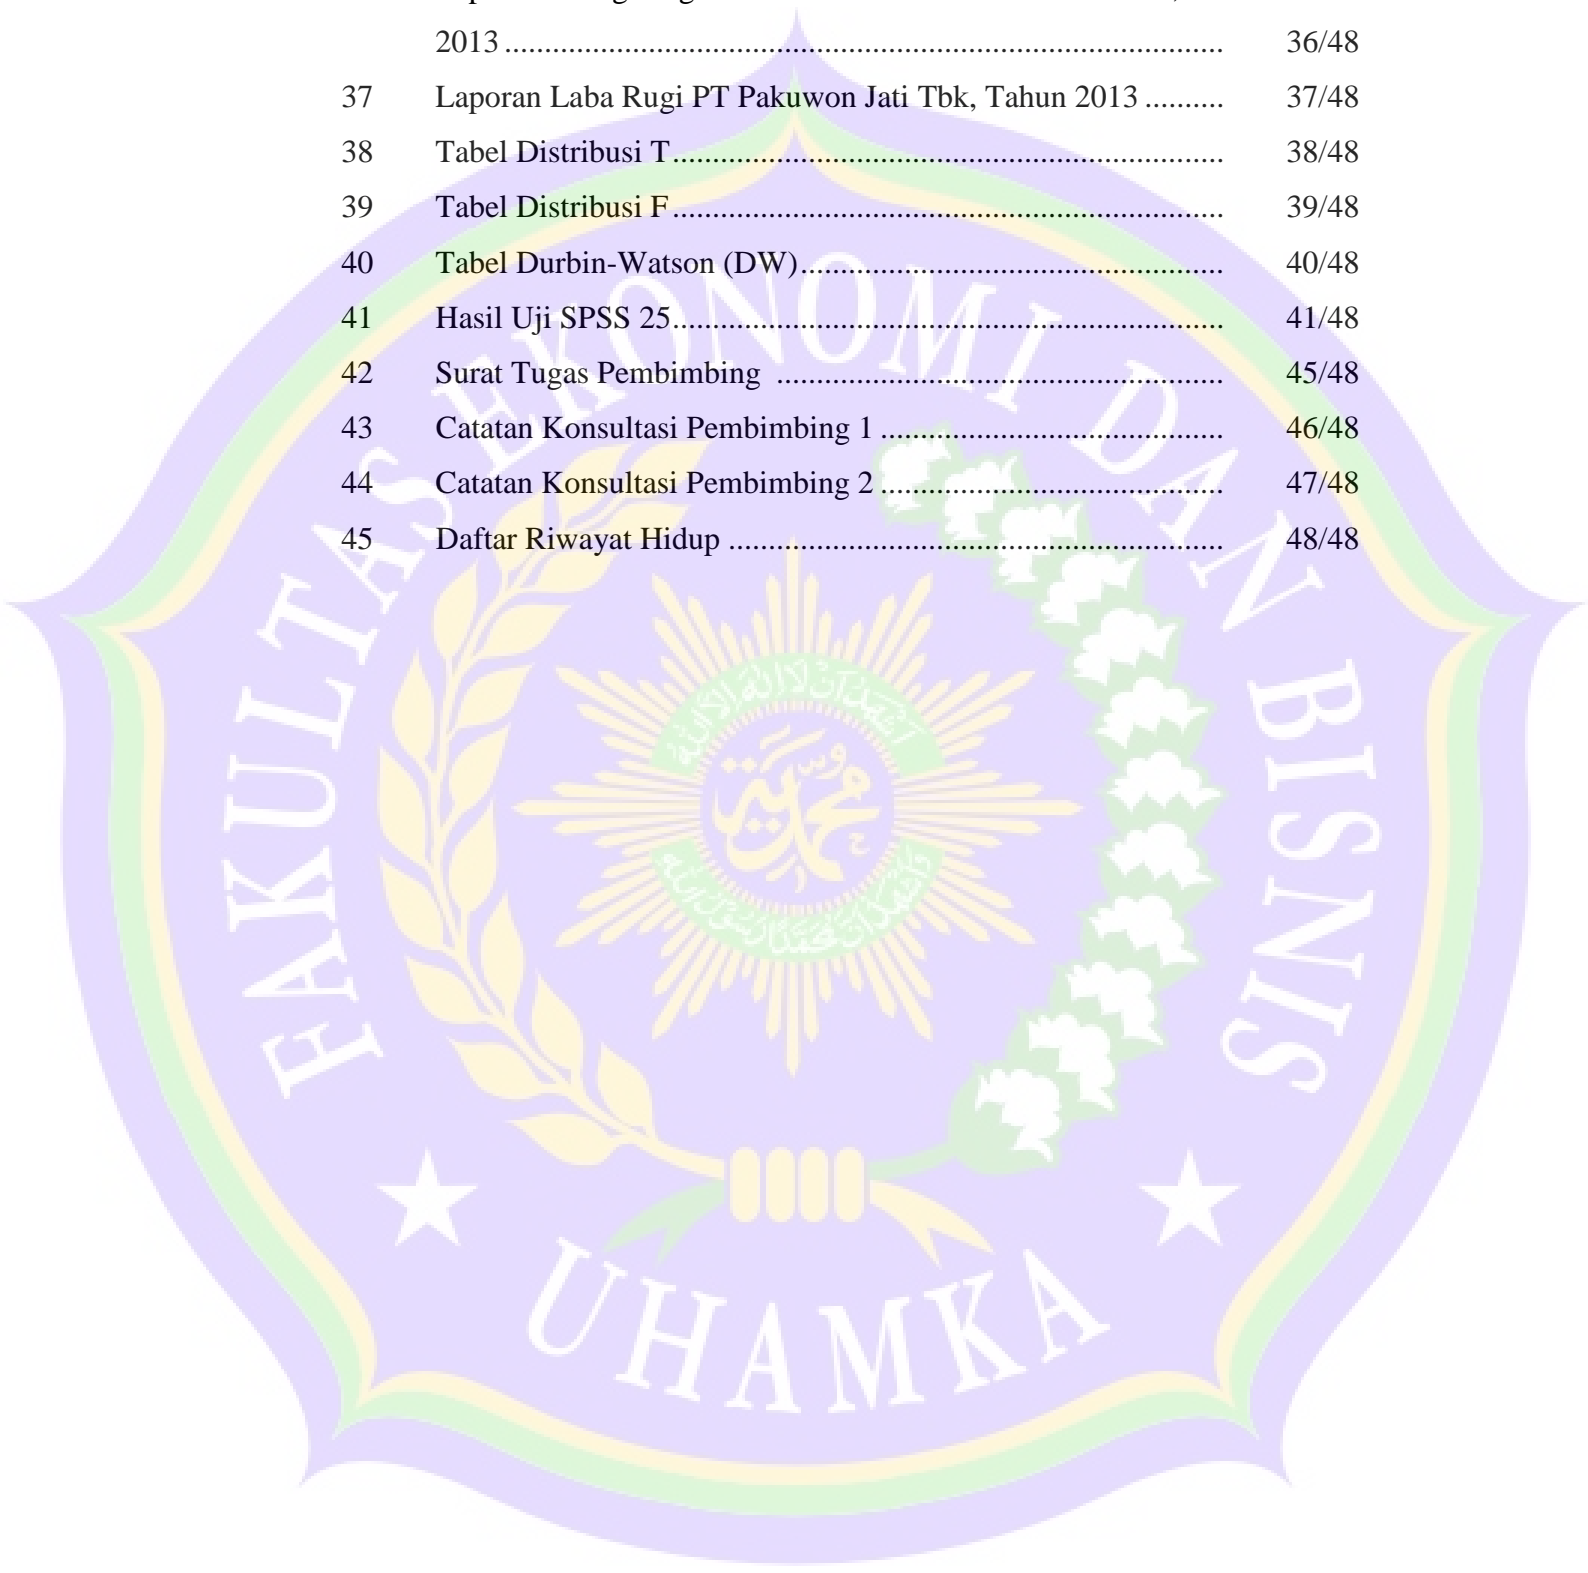 2013 ................................................................................ 36/48
37 Laporan Laba Rugi PT Pakuwon Jati Tbk, Tahun 2013 .......... 37/48
38 Tabel Distribusi T ............................................................. 38/48
39 Tabel Distribusi F ............................................................. 39/48
40 Tabel Durbin-Watson (DW) ............................................... 40/48
41 Hasil Uji SPSS 25 ............................................................. 41/48
42 Surat Tugas Pembimbing .................................................. 45/48
43 Catatan Konsultasi Pembimbing 1 ...................................... 46/48
44 Catatan Konsultasi Pembimbing 2 ...................................... 47/48
45 Daftar Riwayat Hidup ....................................................... 48/48
FAKULTAS EKONOMI DAN BISNIS
محمدية
UHAMKA